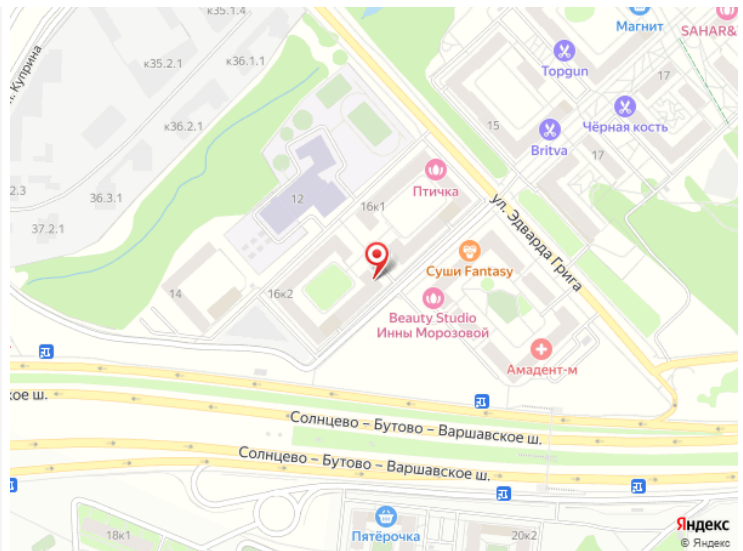 к35.1.4
Магнит
SAHAR&
к35.2.1
к36.1.1
Topgun
17
. Куприна
к36.2.1
15
Чёрная кость
Britva
17
2.3
36.3.1
12
16к1
Птичка
ул. Эдварда Грига
37.2.1
Суши Fantasy
14
16к2
Beauty Studio
Инны Морозовой
Амадент-м
кое ш.
Солнцево – Бутово – Варшавское ш.
Солнцево – Бутово – Варшавское ш.
18к1
Пятёрочка
20к2
Яндекс
© Яндекс